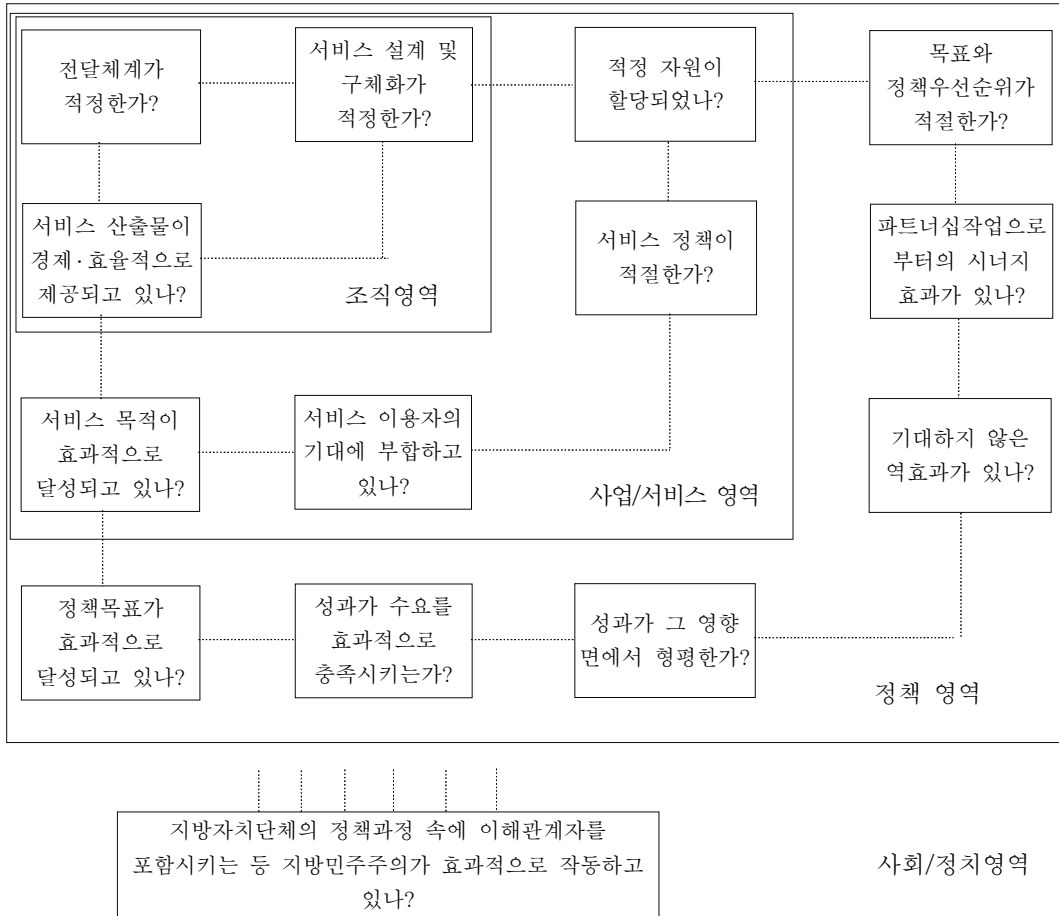 전달체계가
적정한가?
서비스 설계 및
구체화가
적정한가?
적정 자원이
할당되었나?
목표와
정책우선순위가
적절한가?
서비스 산출물이
경제·효율적으로
제공되고 있나?
조직영역
서비스 정책이
적절한가?
파트너십작업으로
부터의 시너지
효과가 있나?
서비스 목적이
효과적으로
달성되고 있나?
서비스 이용자의
기대에 부합하고
있나?
사업/서비스 영역
기대하지 않은
역효과가 있나?
정책목표가
효과적으로
달성되고 있나?
성과가 수요를
효과적으로
충족시키는가?
성과가 그 영향
면에서 형평한가?
정책 영역
지방자치단체의 정책과정 속에 이해관계자를
포함시키는 등 지방민주주의가 효과적으로 작동하고
있나?
사회/정치영역